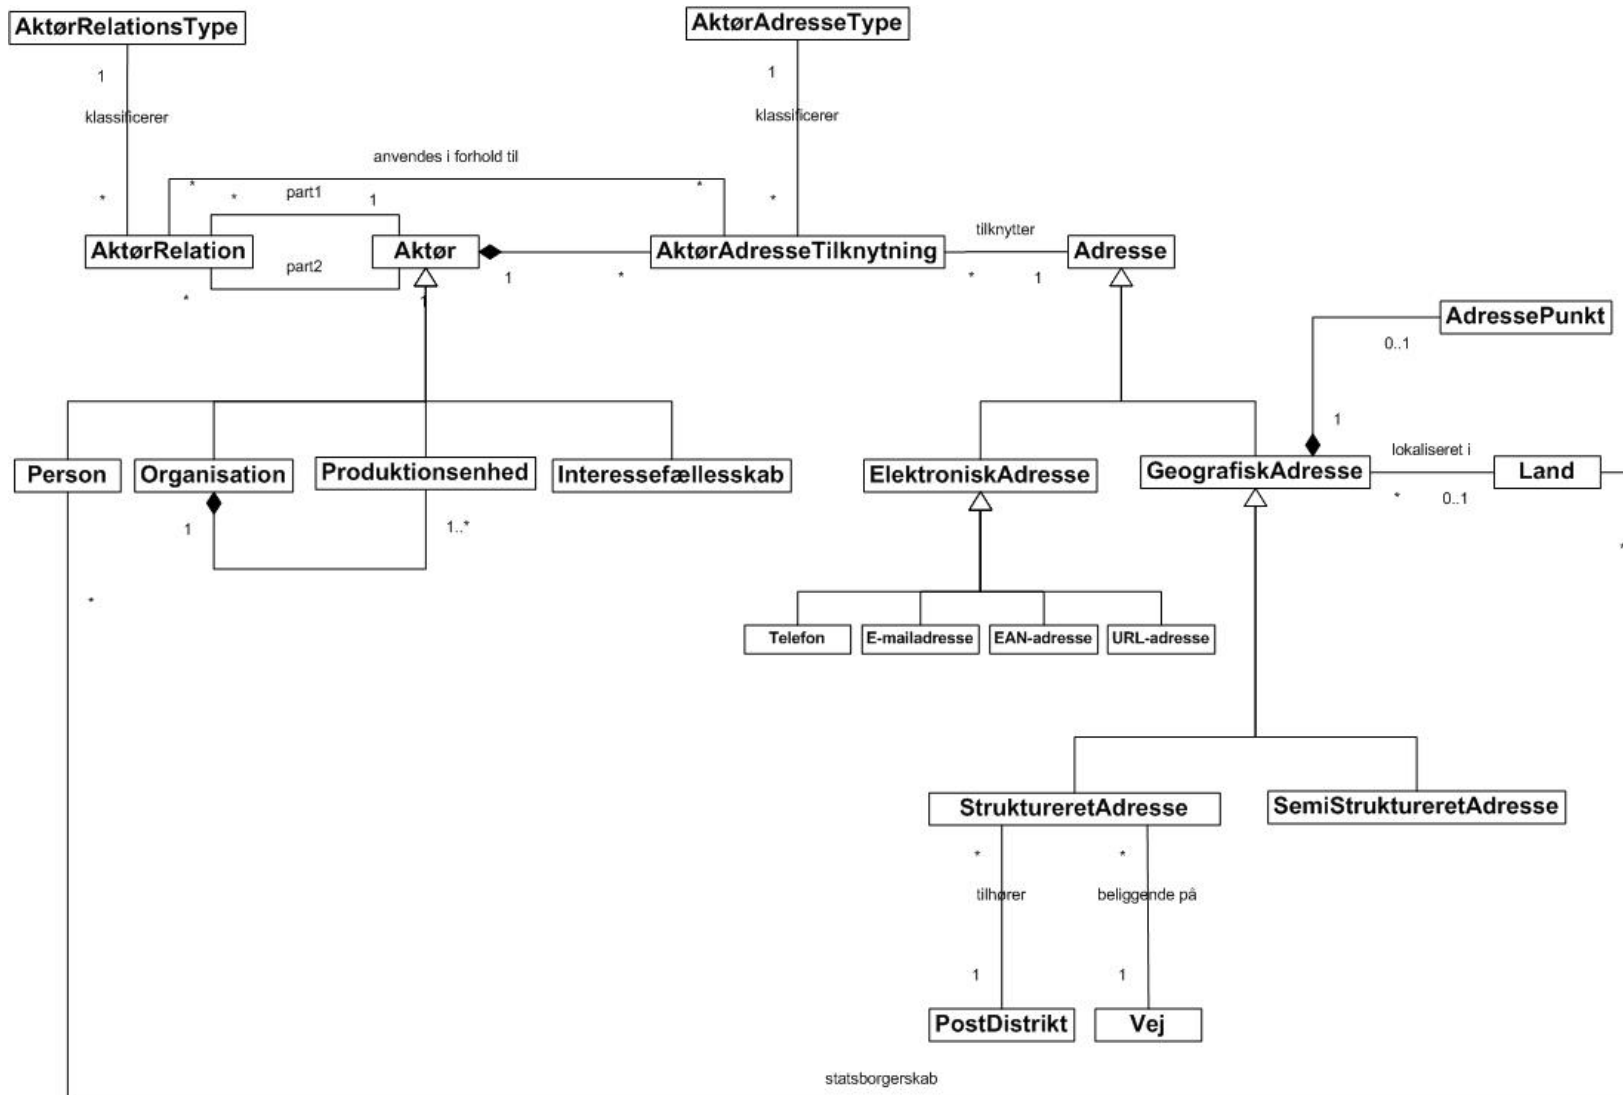 AktørRelationsType
AktørAdresseType
1
1
klassificerer
klassificerer
anvendes i forhold til
*
*
*
*
part1
1
*
*
AktørRelation
Aktør
AktørAdresseTilknytning
tilknytter
Adresse
part2
1
*
*
1
*
1
AdressePunkt
0..1
1
Person
Organisation
Produktionsenhed
Interessefællesskab
ElektroniskAdresse
GeografiskAdresse
lokaliseret i
Land
*
0..1
1
1..*
*
*
Telefon
E-mailadresse
EAN-adresse
URL-adresse
StruktureretAdresse
SemiStruktureretAdresse
*
*
tilhører
beliggende på
1
1
PostDistrikt
Vej
statsborgerskab